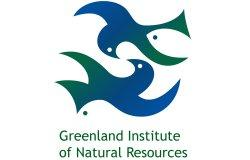 Greenland Institute
of Natural Resources